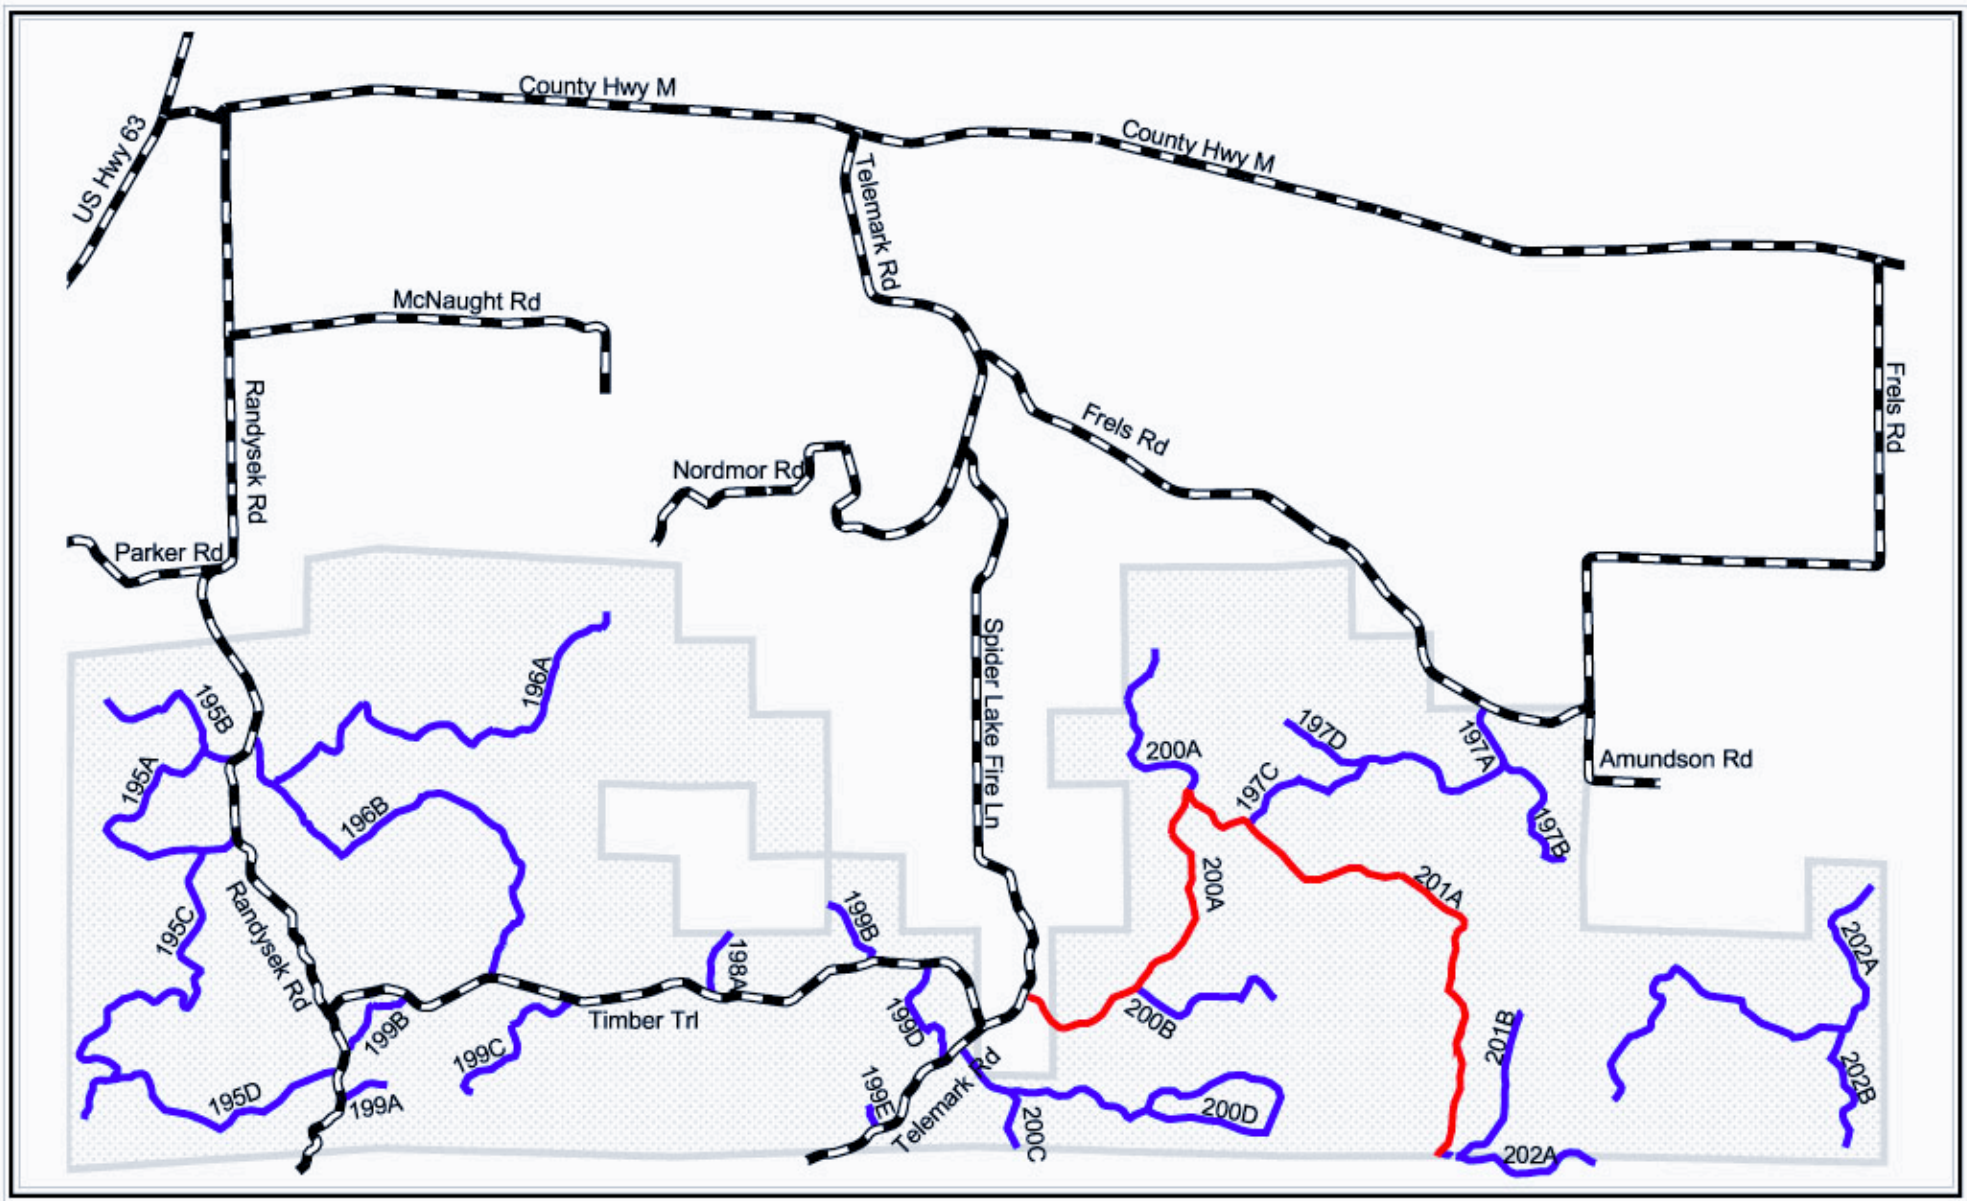 County Hwy M
County Hwy M
US Hwy 63
Telemark Rd
McNaught Rd
Randysek Rd
Frels Rd
Frels Rd
Nordmor Rd
Parker Rd
Spider Lake Fire Ln
196A
195B
200A
197D
197A
Amundson Rd
195A
197C
196B
197B
200A
201A
195C
Randysek Rd
199B
198A
202A
199B
Timber Trl
199D
200B
201B
199C
Telemark Rd
195D
199A
199E
200C
200D
202B
202A